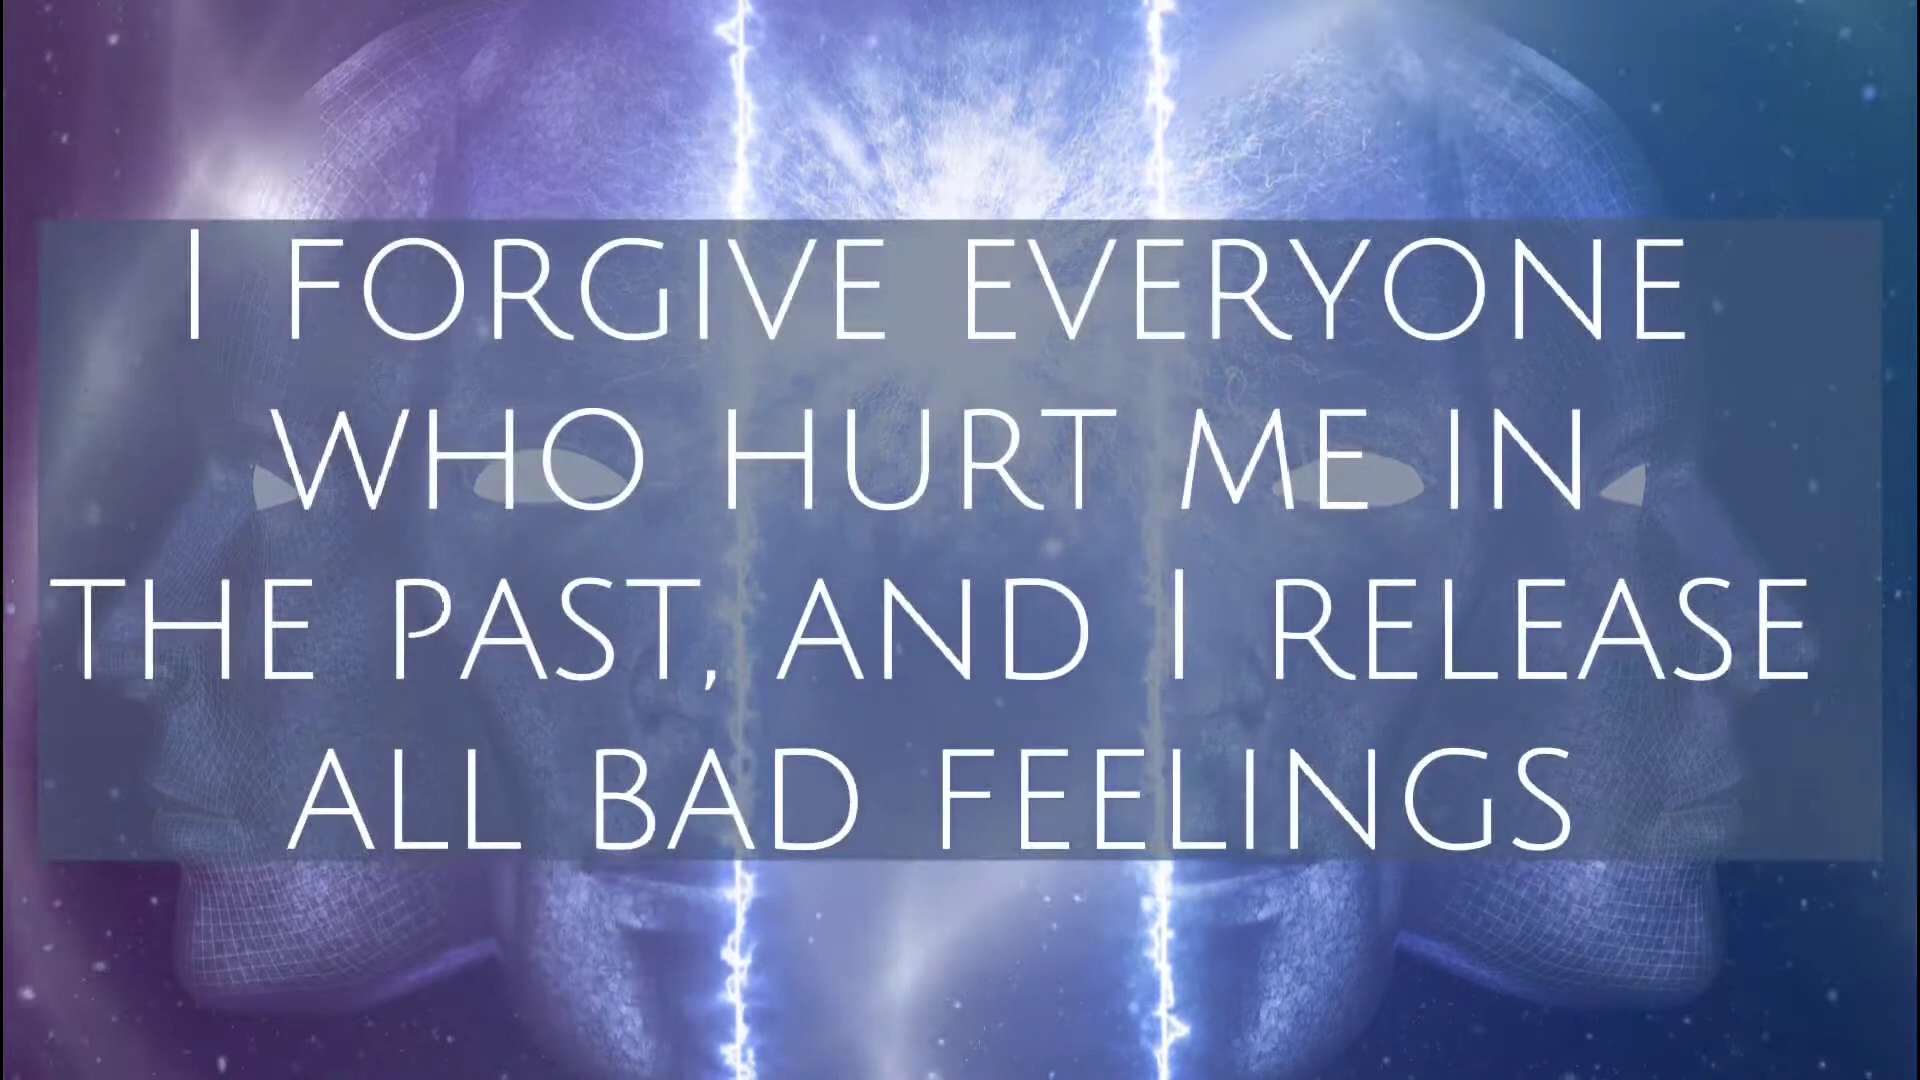 I FORGIVE EVERYONE
WHO HURT ME IN
THE PAST, AND I RELEASE
ALL BAD FEELINGS